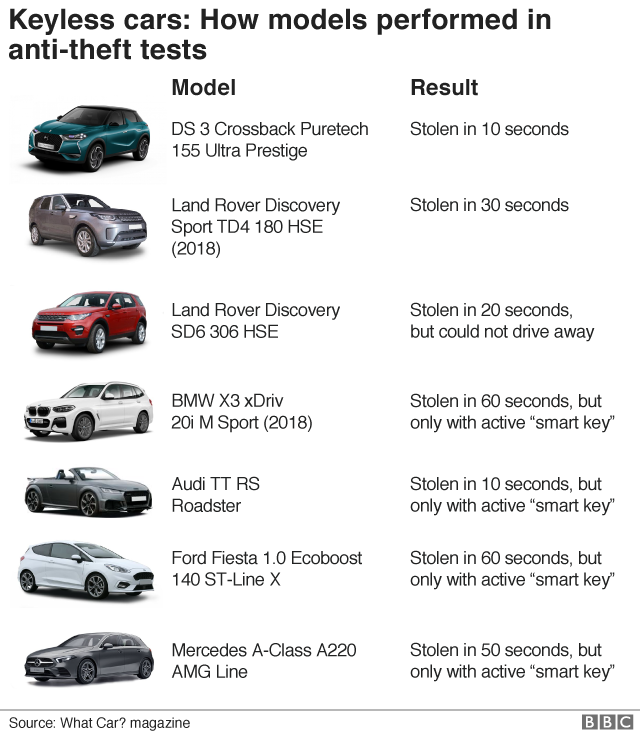 Keyless cars: How models performed in
anti-theft tests
Model
Result
DS 3 Crossback Puretech
155 Ultra Prestige
Stolen in 10 seconds
Land Rover Discovery
Sport TD4 180 HSE
(2018)
Stolen in 30 seconds
Land Rover Discovery
SD6 306 HSE
Stolen in 20 seconds,
but could not drive away
BMW X3 xDriv
20i M Sport (2018)
Stolen in 60 seconds, but
only with active “smart key”
Audi TT RS
Roadster
Stolen in 10 seconds, but
only with active “smart key”
Ford Fiesta 1.0 Ecoboost
140 ST-Line X
Stolen in 60 seconds, but
only with active “smart key”
Mercedes A-Class A220
AMG Line
Stolen in 50 seconds, but
only with active “smart key”
Source: What Car? magazine
BBC